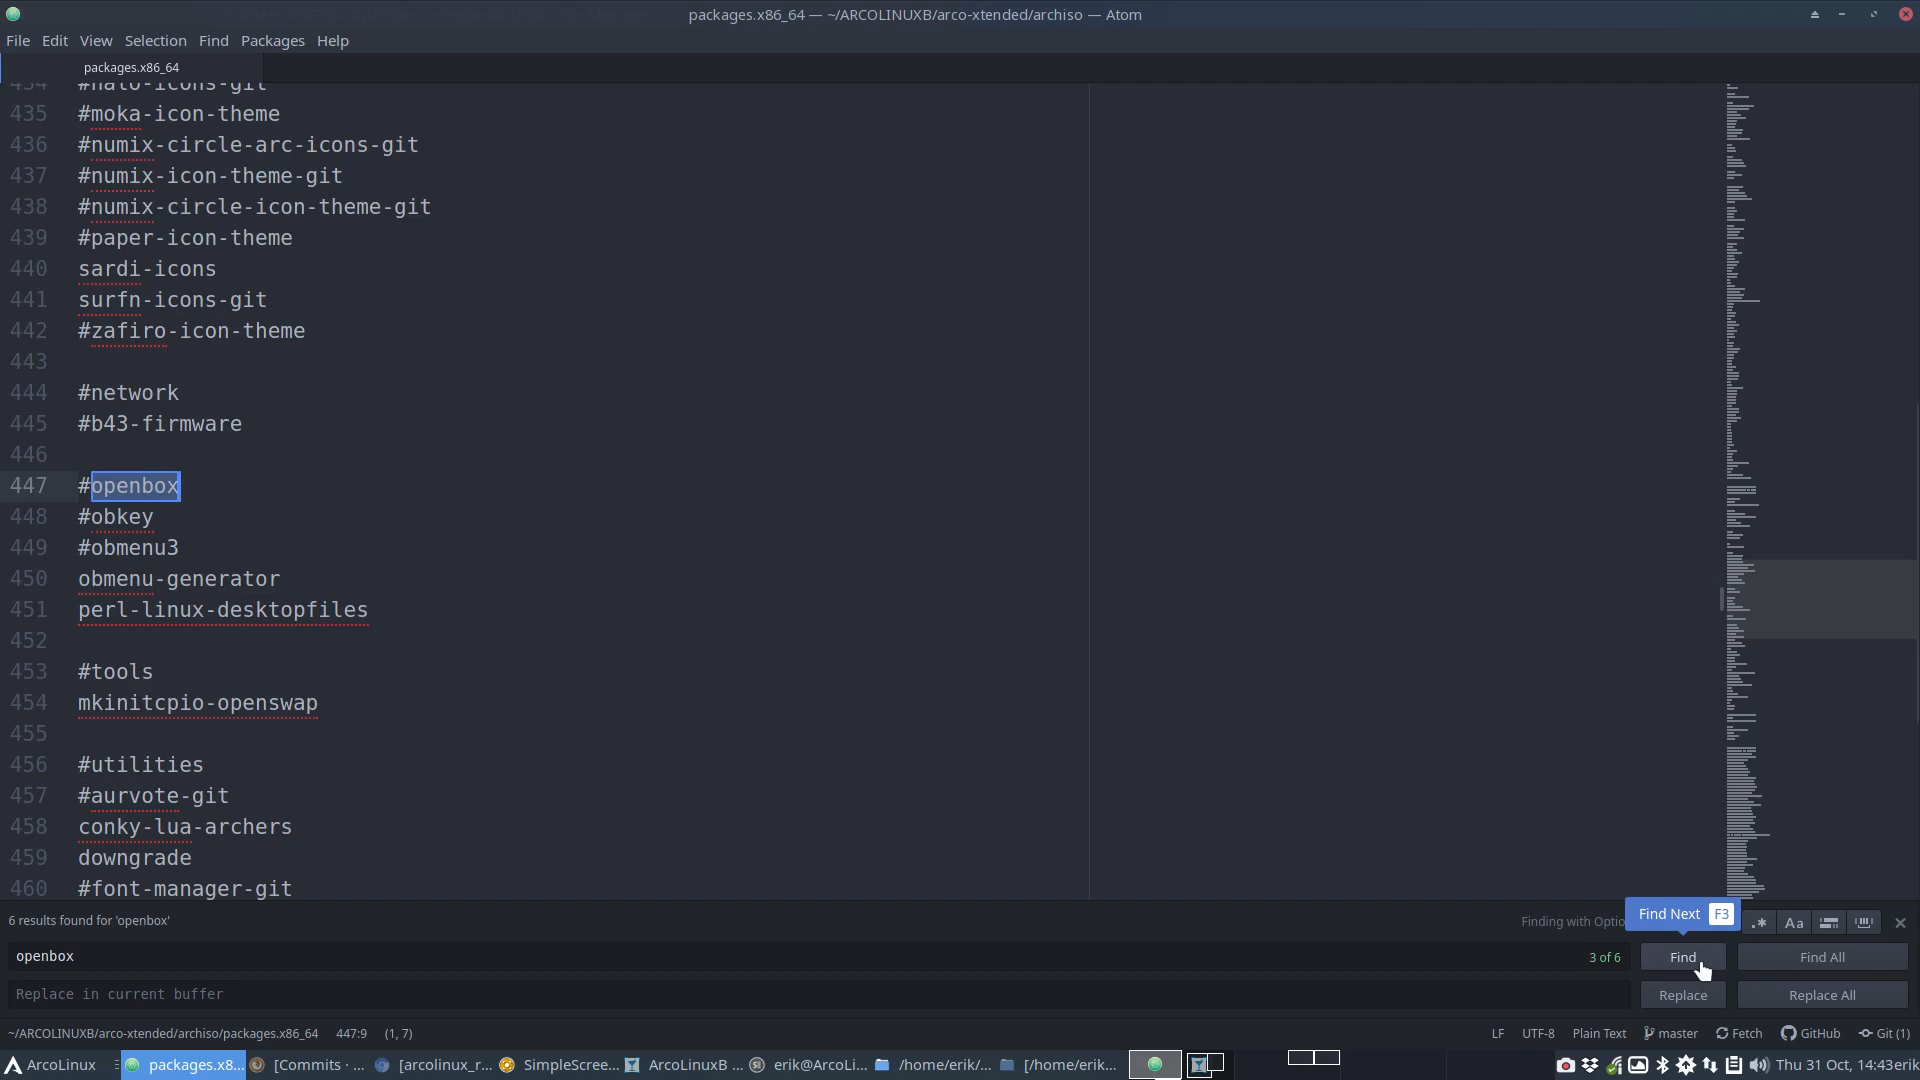 packages.x86_64 — ~/ARCOLINUXB/arco-xtended/archiso — Atom
File Edit View Selection Find Packages Help
packages.x86_64
434 #halo-icons-git
435 #moka-icon-theme
436 #numix-circle-arc-icons-git
437 #numix-icon-theme-git
438 #numix-circle-icon-theme-git
439 #paper-icon-theme
440 sardi-icons
441 surfn-icons-git
442 #zafiro-icon-theme
443
444 #network
445 #b43-firmware
446
447 #openbox
448 #obkey
449 #obmenu3
450 obmenu-generator
451 perl-linux-desktopfiles
452
453 #tools
454 mkinitcpio-openswap
455
456 #utilities
457 #aurvote-git
458 conky-lua-archers
459 downgrade
460 #font-manager-git
6 results found for 'openbox'
Finding with Optio
Find Next F3
.* Aa
openbox 3 of 6 Find Find All
Replace in current buffer Replace Replace All
~/ARCOLINUXB/arco-xtended/archiso/packages.x86_64 447:9 (1, 7) LF UTF-8 Plain Text master Fetch GitHub Git (1)
ArcoLinux packages.x8... [Commits · ... [arcolinux_r... SimpleScree... ArcoLinuxB ... erik@ArcoLi... /home/erik/... [/home/erik... Thu 31 Oct, 14:43 erik